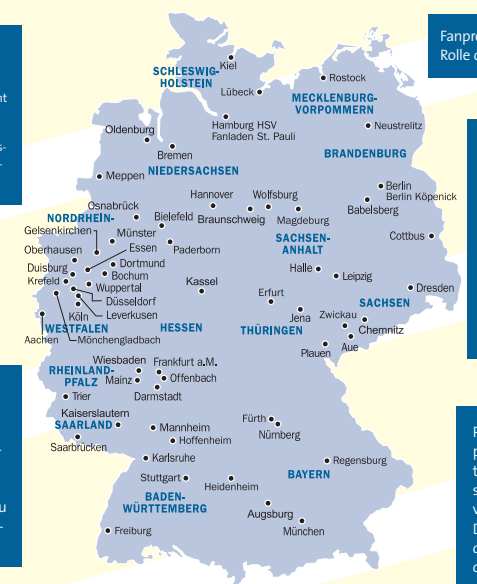 Fanpro
Rolle d
Kiel
SCHLESWIG-
HOLSTEIN
Rostock
Lübeck
MECKLENBURG-
VORPOMMERN
Hamburg HSV
Fanladen St. Pauli
Neustrelitz
Oldenburg
Bremen
BRANDENBURG
NIEDERSACHSEN
Meppen
Berlin
Berlin Köpenick
Babelsberg
Hannover
Wolfsburg
Osnabrück
Braunschweig
Magdeburg
NORDRHEIN-
Bielefeld
Gelsenkirchen
Münster
Cottbus
SACHSEN-
ANHALT
Essen
Paderborn
Oberhausen
Dortmund
Halle
Duisburg
Bochum
Leipzig
Krefeld
Wuppertal
Kassel
Dresden
Düsseldorf
Erfurt
SACHSEN
Leverkusen
Jena
Zwickau
Köln
Chemnitz
WESTFALEN
HESSEN
THÜRINGEN
Aachen
Mönchengladbach
Aue
Plauen
Wiesbaden
Frankfurt a.M.
RHEINLAND-
PFALZ
Mainz
Offenbach
Darmstadt
Trier
Kaiserslautern
Fürth
SAARLAND
Mannheim
Nürnberg
Hoffenheim
Saarbrücken
Karlsruhe
Regensburg
Stuttgart
Heidenheim
BAYERN
BADEN-
WÜRTTEMBERG
Augsburg
München
Freiburg